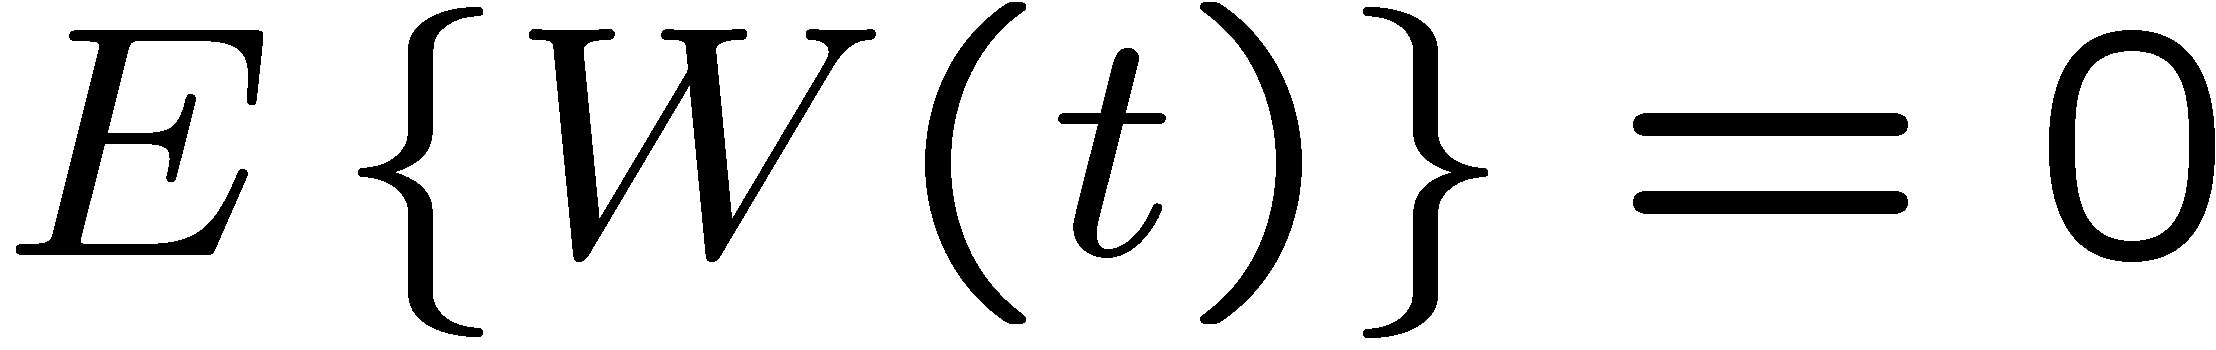 E{W(t)} = 0